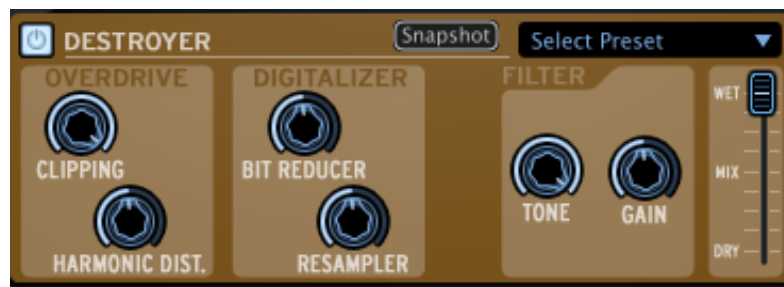 DESTROYER
Snapshot
Select Preset
OVERDRIVE
CLIPPING
HARMONIC DIST.
DIGITALIZER
BIT REDUCER
RESAMPLER
FILTER
TONE
GAIN
WET
MIX
DRY